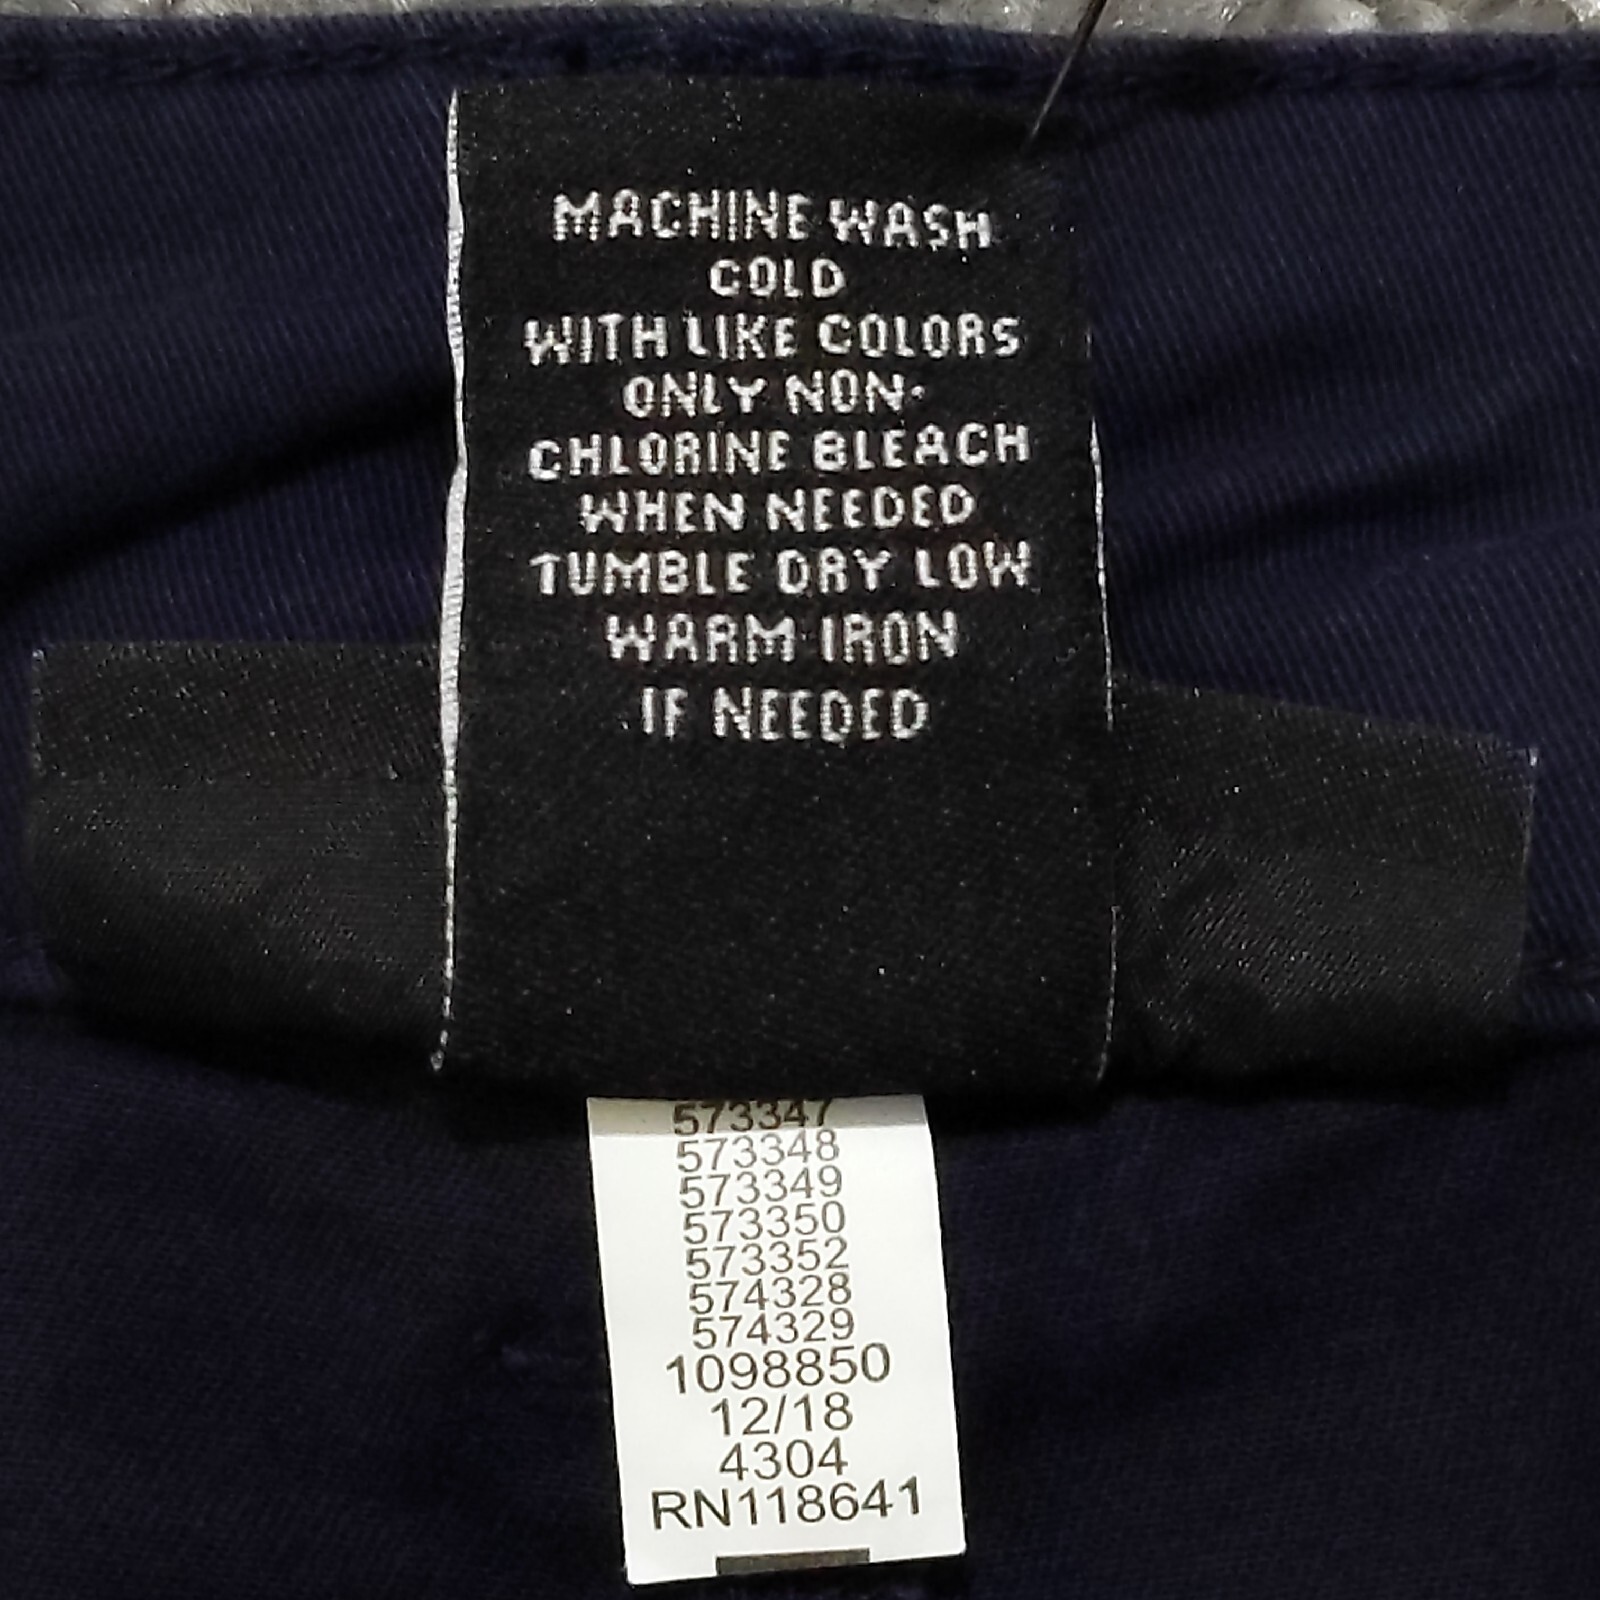 MACHINE WASH
COLD
WITH LIKE COLORS
ONLY NON-
CHLORINE BLEACH
WHEN NEEDED
TUMBLE DRY LOW
WARM IRON
IF NEEDED
573347
573348
573349
573350
573352
574328
574329
1098850
12/18
4304
RN118641